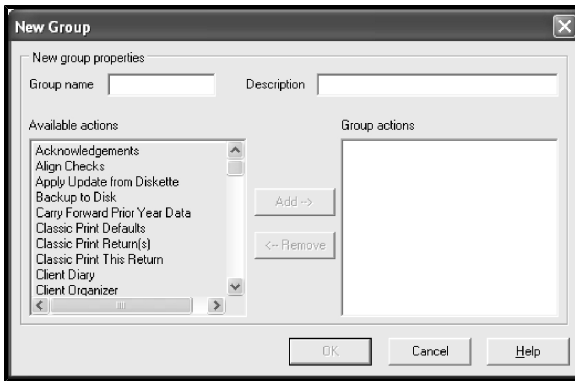 New Group
New group properties
Group name
Description
Available actions
Group actions
Acknowledgements
Align Checks
Apply Update from Diskette
Backup to Disk
Carry Forward Prior Year Data
Classic Print Defaults
Classic Print Return(s)
Classic Print This Return
Client Diary
Client Organizer
Add -->
<-- Remove
OK
Cancel
Help